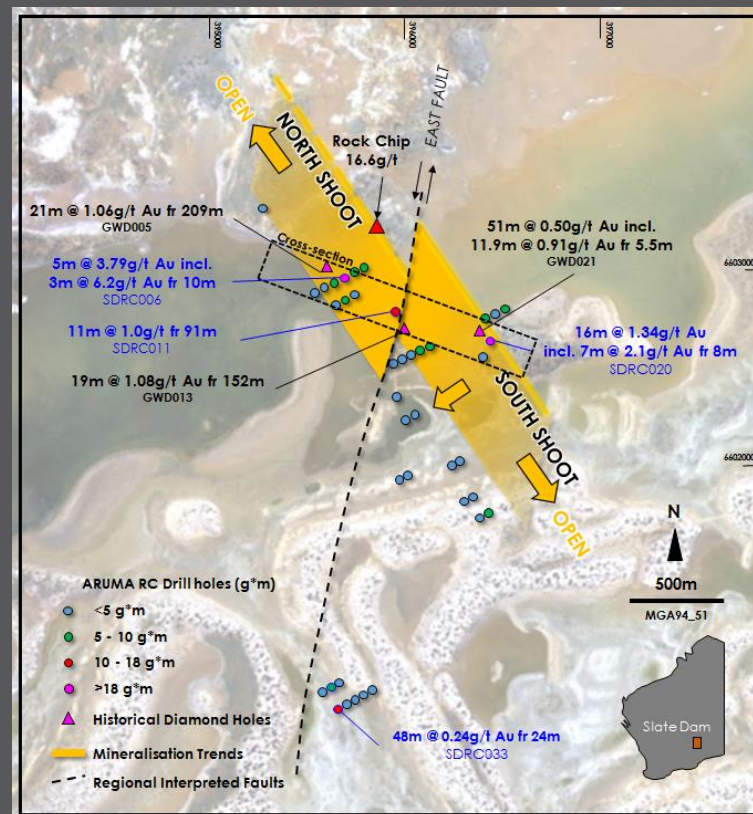 395000
396000
397000
OPEN
NORTH SHOOT
EAST FAULT
Rock Chip
16.6g/t
21m @ 1.06g/t Au fr 209m
GWD005
Cross-section
51m @ 0.50g/t Au incl.
11.9m @ 0.91g/t Au fr 5.5m
GWD021
5m @ 3.79g/t Au incl.
3m @ 6.2g/t Au fr 10m
SDRC006
6603000
11m @ 1.0g/t fr 91m
SDRC011
16m @ 1.34g/t Au
incl. 7m @ 2.1g/t Au fr 8m
SDRC020
19m @ 1.08g/t Au fr 152m
GWD013
SOUTH SHOOT
6602000
OPEN
N
500m
MGA94_51
ARUMA RC Drill holes (g*m)
<5 g*m
5 - 10 g*m
10 - 18 g*m
>18 g*m
Historical Diamond Holes
Mineralisation Trends
Regional Interpreted Faults
48m @ 0.24g/t Au fr 24m
SDRC033
Slate Dam